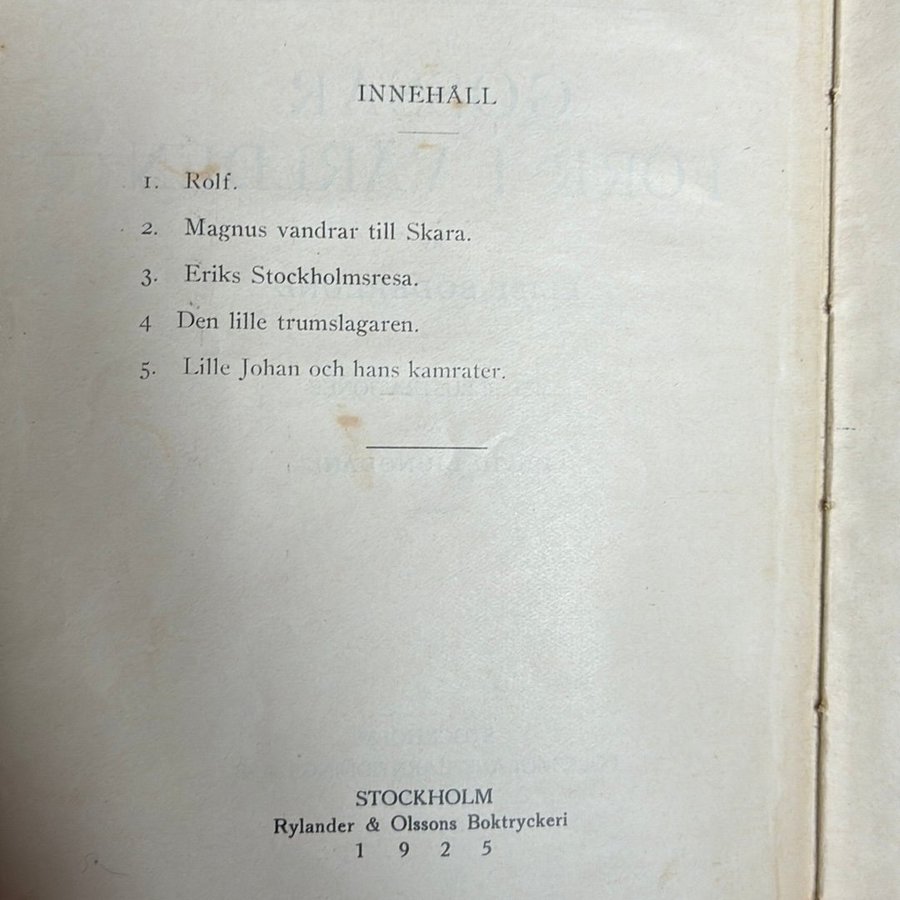 INNEHÅLL
1. Rolf.
2. Magnus vandrar till Skara.
3. Eriks Stockholmsresa.
4 Den lille trumslagaren.
5. Lille Johan och hans kamrater.
STOCKHOLM
Rylander & Olssons Boktryckeri
1 9 2 5